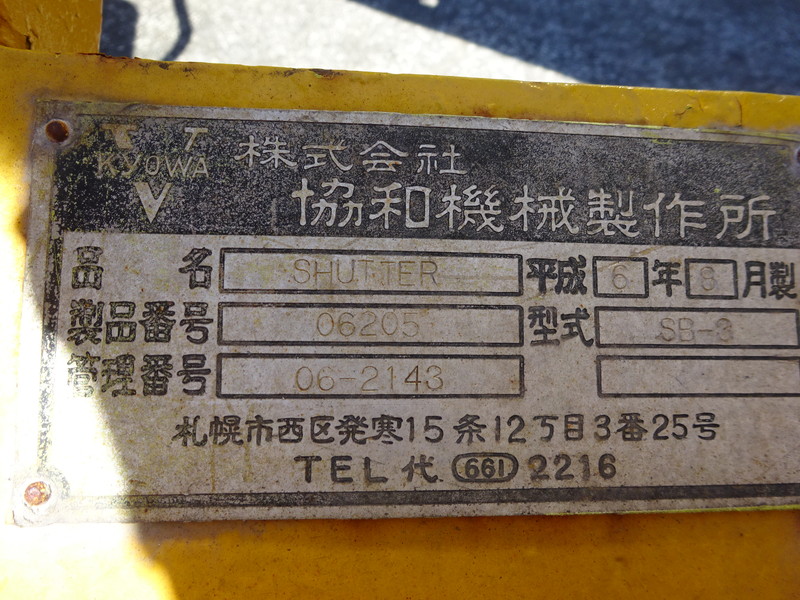 KYOWA
株式会社
協和機械製作所
品名 SHUTTER 平成 6 年 8 月製
製品番号 06205 型式 SB-3
管理番号 06-2143
札幌市西区発寒15条12丁目3番25号
TEL代(661)2216